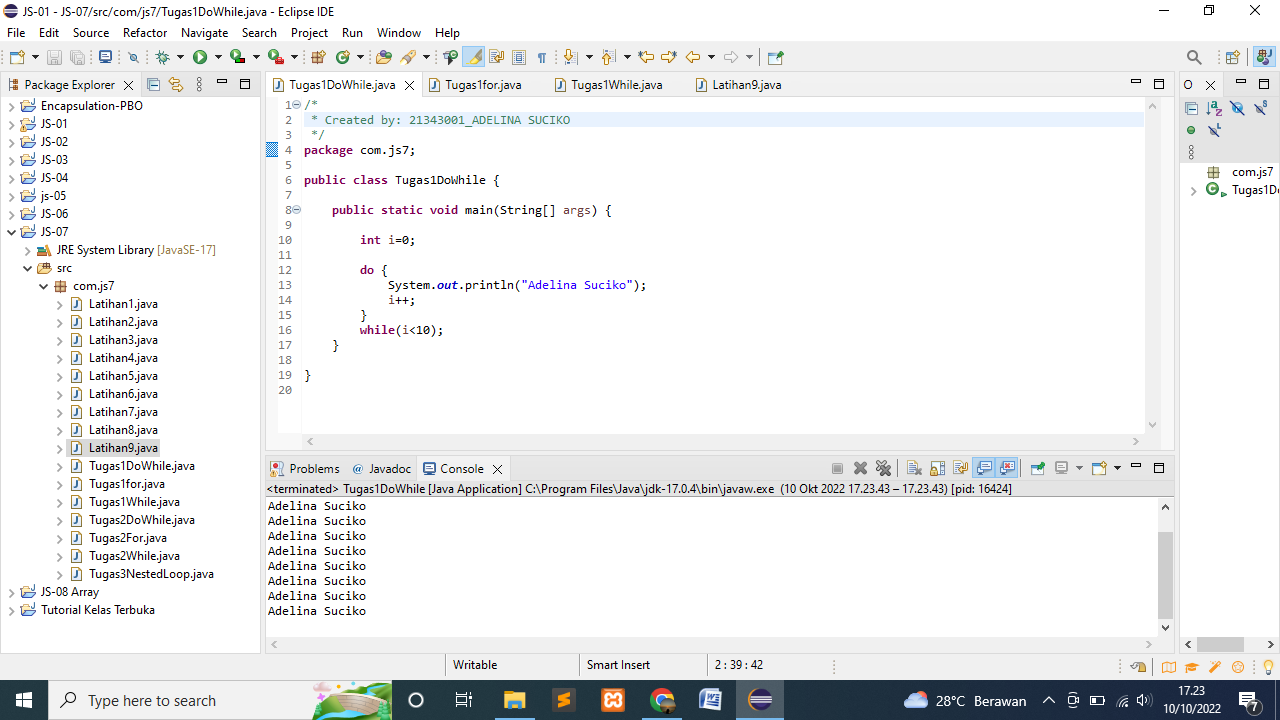 JS-01 - JS-07/src/com/js7/Tugas1DoWhile.java - Eclipse IDE
File Edit Source Refactor Navigate Search Project Run Window Help
Package Explorer
Encapsulation-PBO
JS-01
JS-02
JS-03
JS-04
js-05
JS-06
JS-07
JRE System Library [JavaSE-17]
src
com.js7
Latihan1.java
Latihan2.java
Latihan3.java
Latihan4.java
Latihan5.java
Latihan6.java
Latihan7.java
Latihan8.java
Latihan9.java
Tugas1DoWhile.java
Tugas1for.java
Tugas1While.java
Tugas2DoWhile.java
Tugas2For.java
Tugas2While.java
Tugas3NestedLoop.java
JS-08 Array
Tutorial Kelas Terbuka
Tugas1DoWhile.java Tugas1for.java Tugas1While.java Latihan9.java
1 /*
2 * Created by: 21343001_ADELINA SUCIKO
3 */
4 package com.js7;
5
6 public class Tugas1DoWhile {
7
8 public static void main(String[] args) {
9
10 int i=0;
11
12 do {
13 System.out.println("Adelina Suciko");
14 i++;
15 }
16 while(i<10);
17 }
18
19 }
20
O
com.js7
Tugas1Do
Problems @ Javadoc Console
<terminated> Tugas1DoWhile [Java Application] C:\Program Files\Java\jdk-17.0.4\bin\javaw.exe (10 Okt 2022 17.23.43 – 17.23.43) [pid: 16424]
Adelina Suciko
Adelina Suciko
Adelina Suciko
Adelina Suciko
Adelina Suciko
Adelina Suciko
Adelina Suciko
Adelina Suciko
Writable Smart Insert 2 : 39 : 42
Type here to search
28°C Berawan
17.23
10/10/2022
7